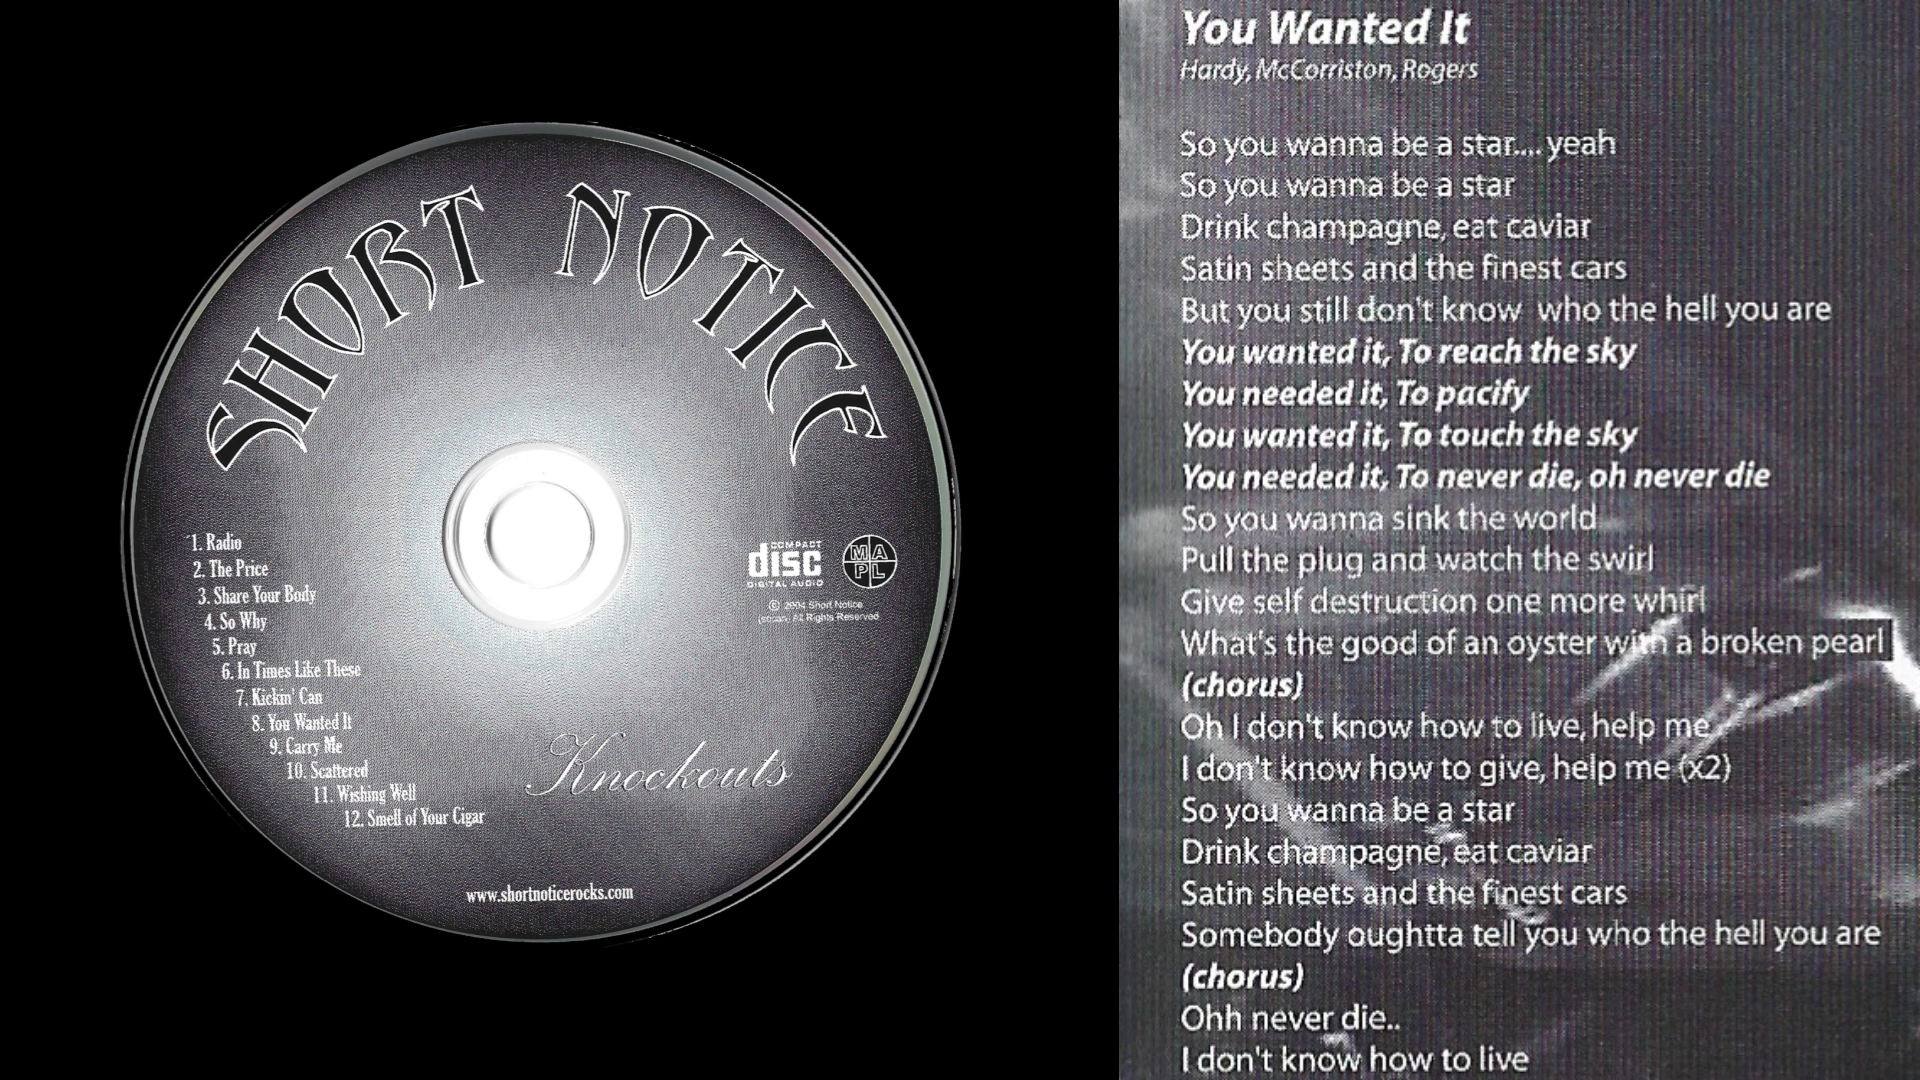 SHORT NOTICE
1. Radio
2. The Price
3. Share Your Body
4. So Why
5. Pray
6. In Times Like These
7. Kickin' Can
8. You Wanted It
9. Carry Me
10. Scattered
11. Wishing Well
12. Smell of Your Cigar
COMPACT
disc
DIGITAL AUDIO
MA
PL
© 2004 Short Notice
(socan) All Rights Reserved
Knockouts
www.shortnoticerocks.com
You Wanted It
Hardy, McCorriston, Rogers
So you wanna be a star.... yeah
So you wanna be a star
Drink champagne, eat caviar
Satin sheets and the finest cars
But you still don't know who the hell you are
You wanted it, To reach the sky
You needed it, To pacify
You wanted it, To touch the sky
You needed it, To never die, oh never die
So you wanna sink the world
Pull the plug and watch the swirl
Give self destruction one more whirl
What's the good of an oyster with a broken pearl
(chorus)
Oh I don't know how to live, help me
I don't know how to give, help me (x2)
So you wanna be a star
Drink champagne, eat caviar
Satin sheets and the finest cars
Somebody oughtta tell you who the hell you are
(chorus)
Ohh never die..
I don't know how to live